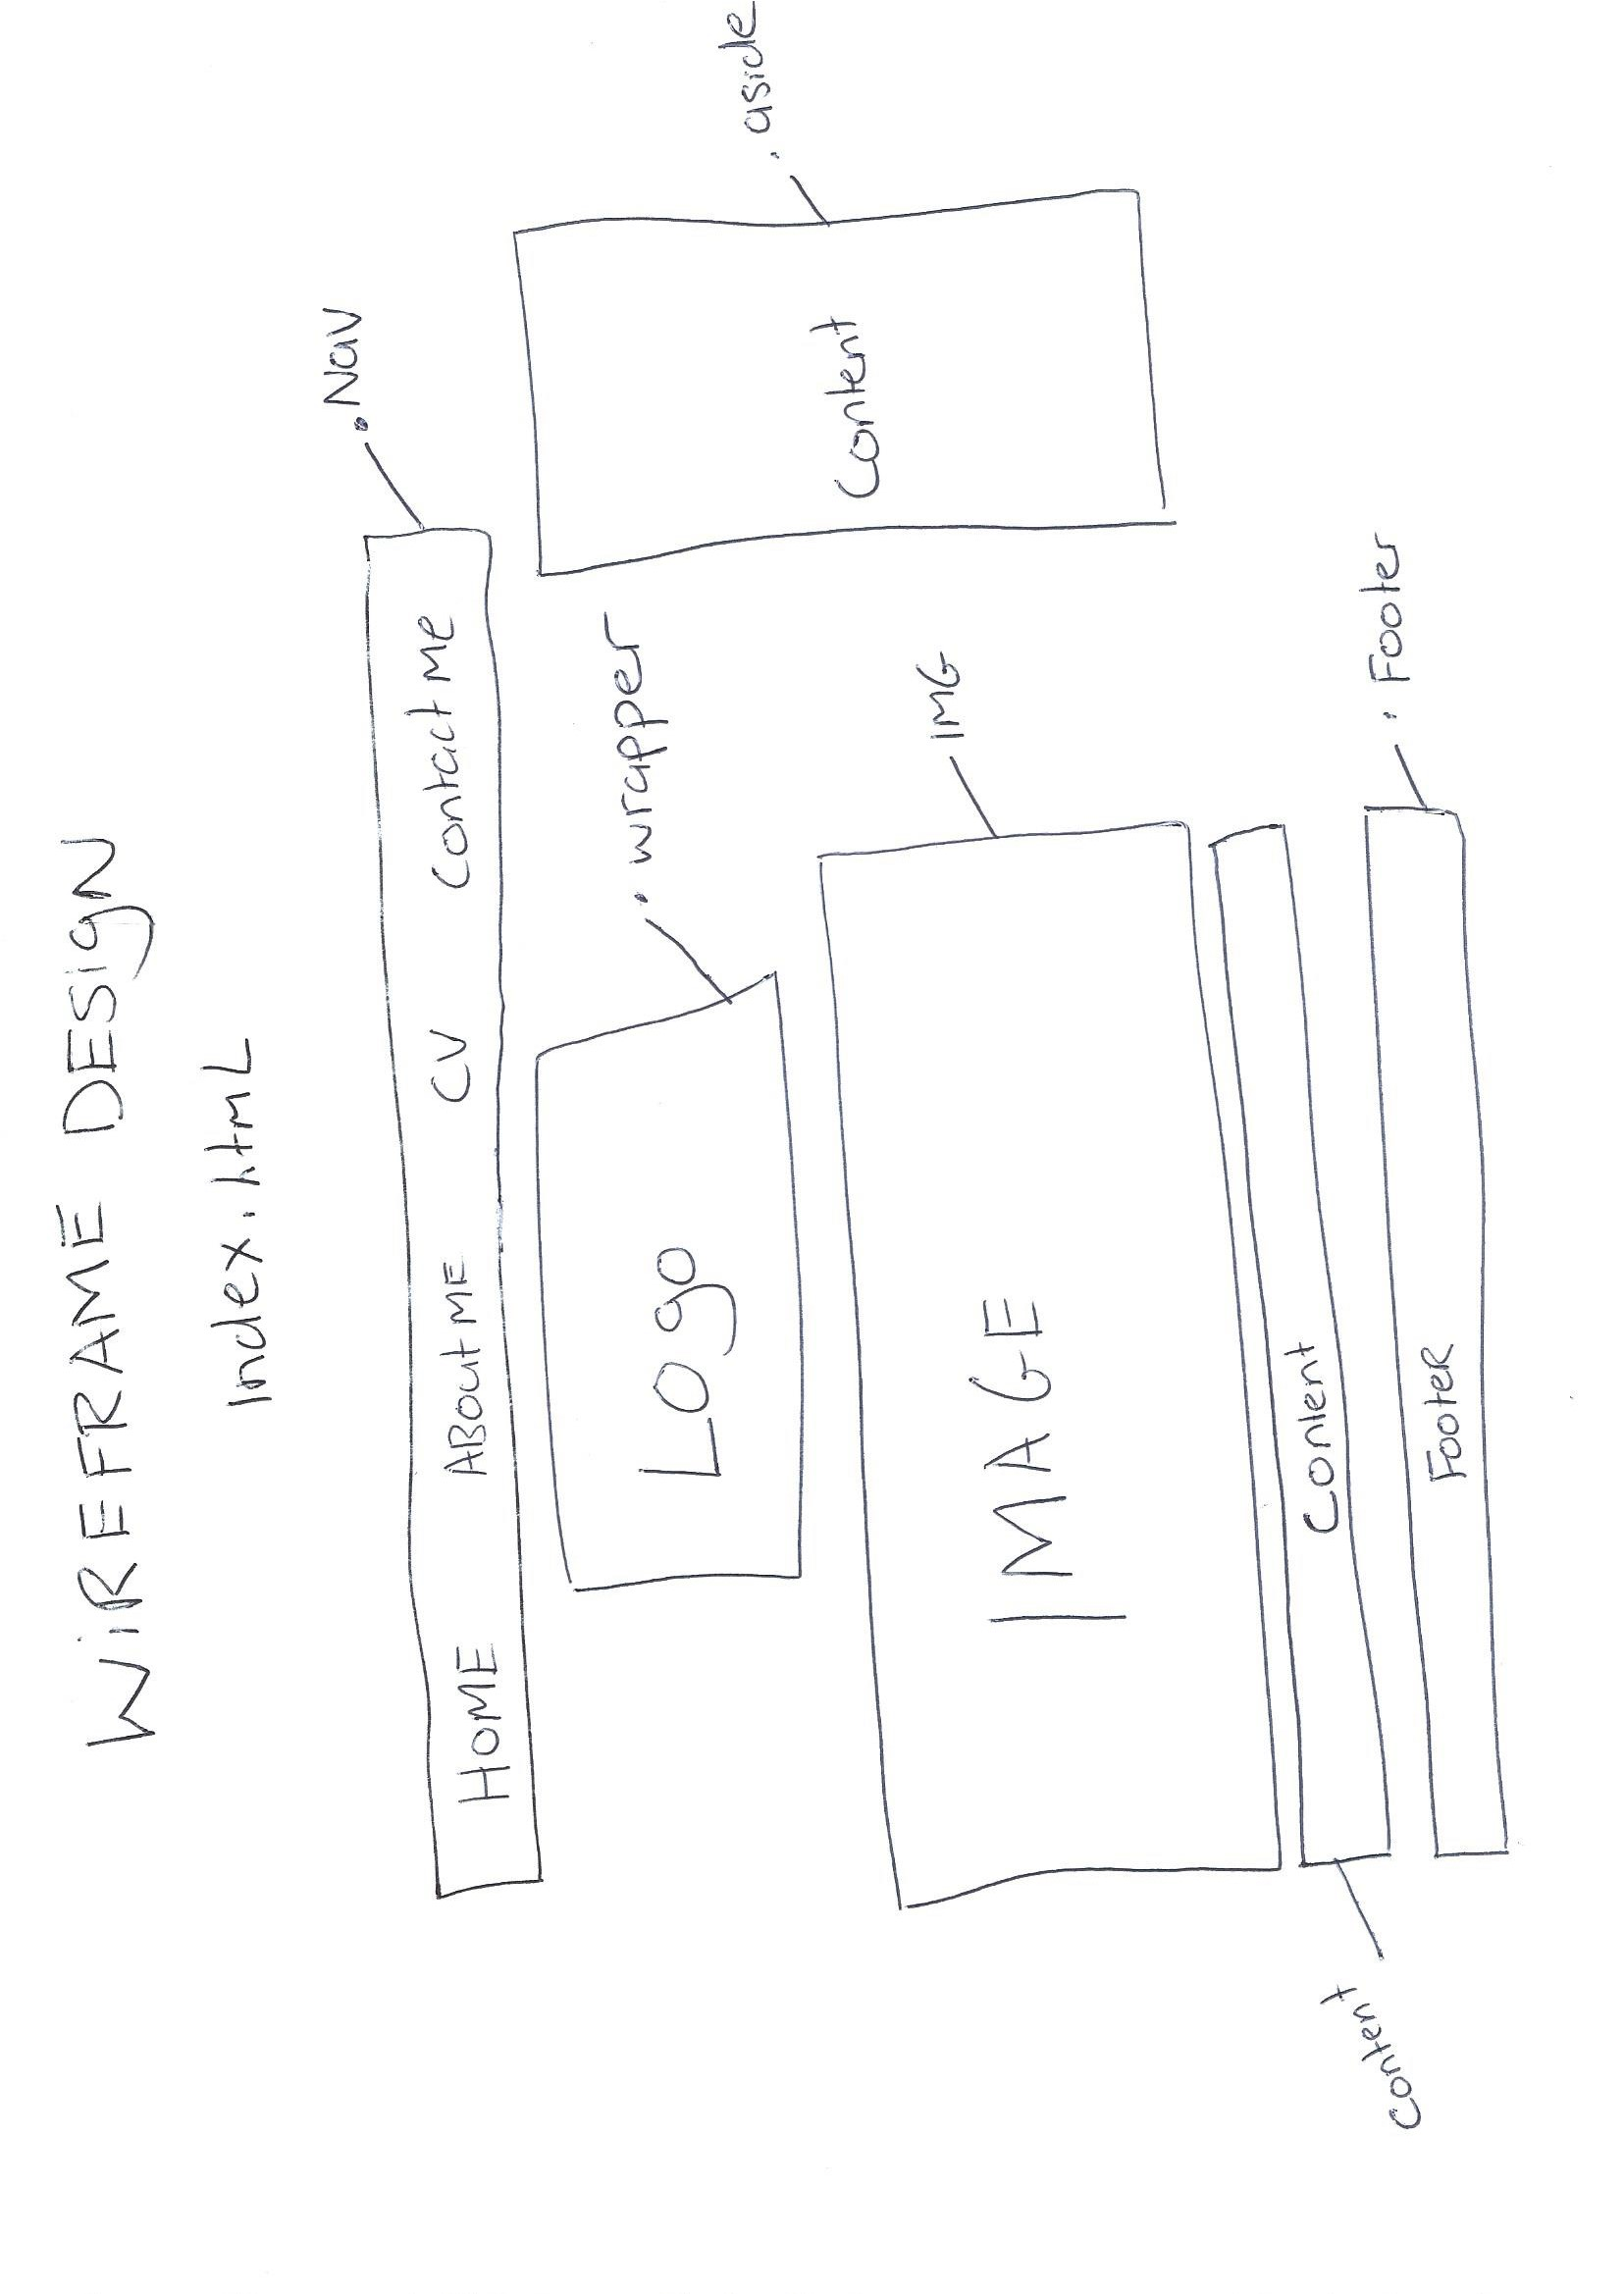 WIREFRAME DESIGN
Index.html
.Nav
HOME ABOUT ME CV Contact Me
.wrapper
Logo
.aside
Content
IMG
IMAGE
Content
content
.Footer
Footer